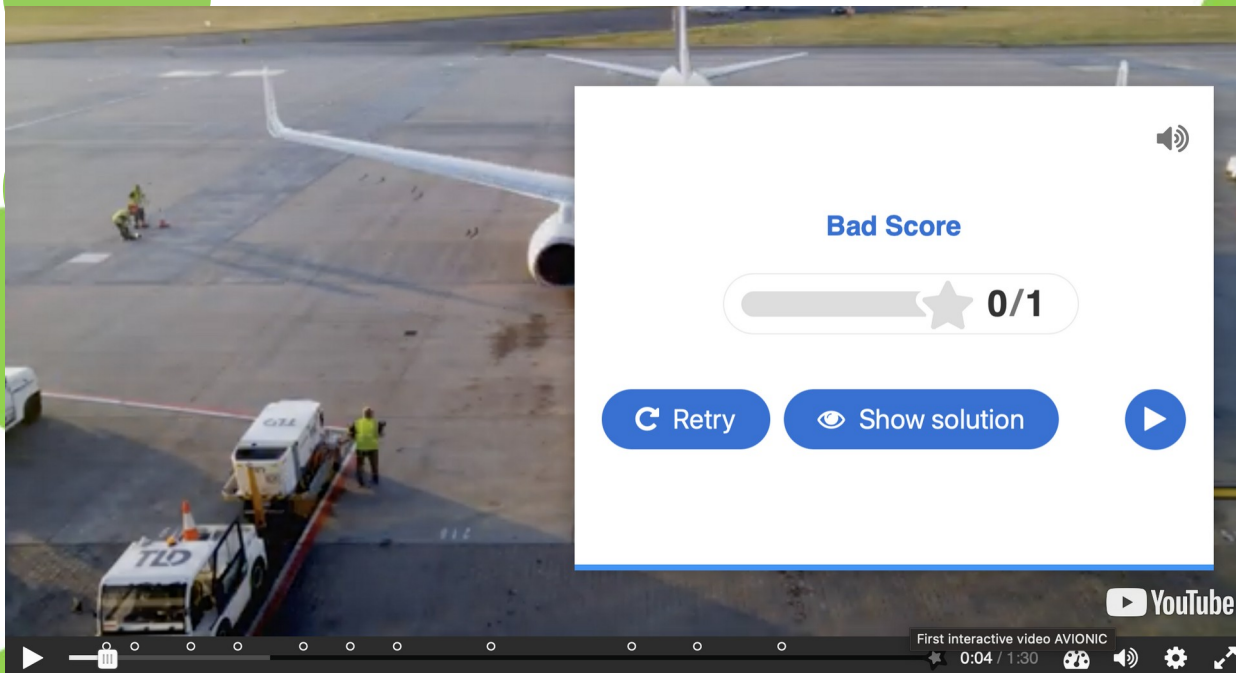 Bad Score
0/1
Retry
Show solution
TLD
TLD
YouTube
First interactive video AVIONIC
0:04 / 1:30